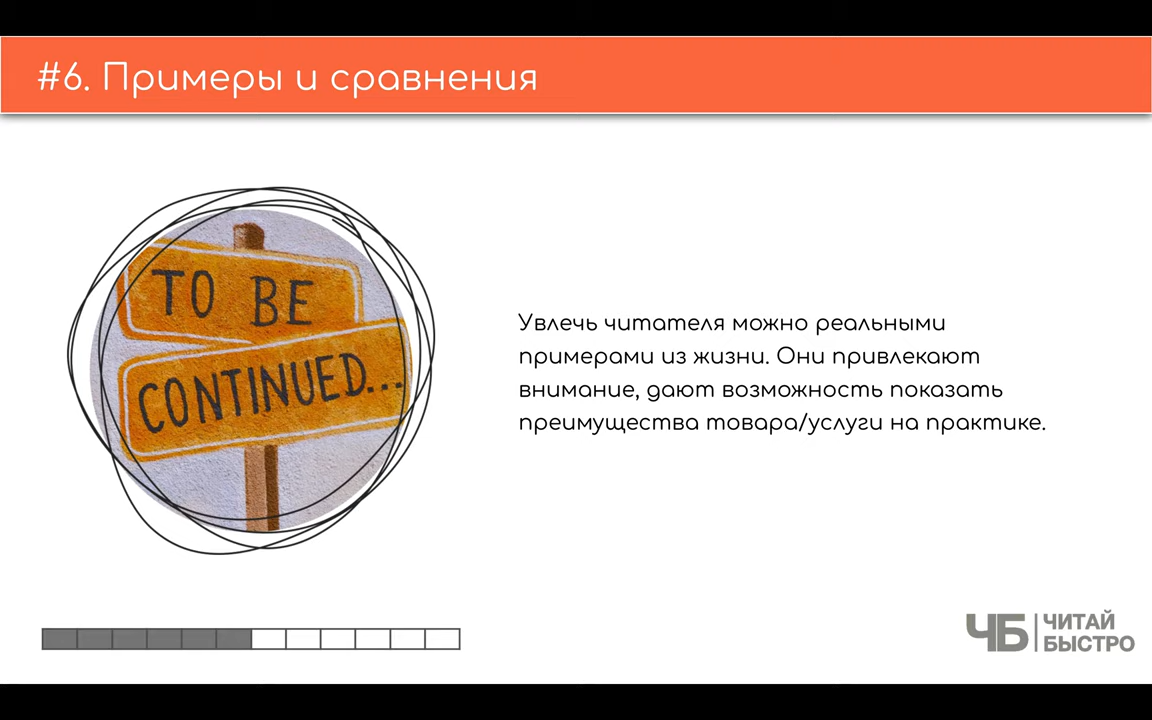 #6. Примеры и сравнения
TO BE
CONTINUED...
Увлечь читателя можно реальными
примерами из жизни. Они привлекают
внимание, дают возможность показать
преимущества товара/услуги на практике.
ЧБ
ЧИТАЙ
БЫСТРО